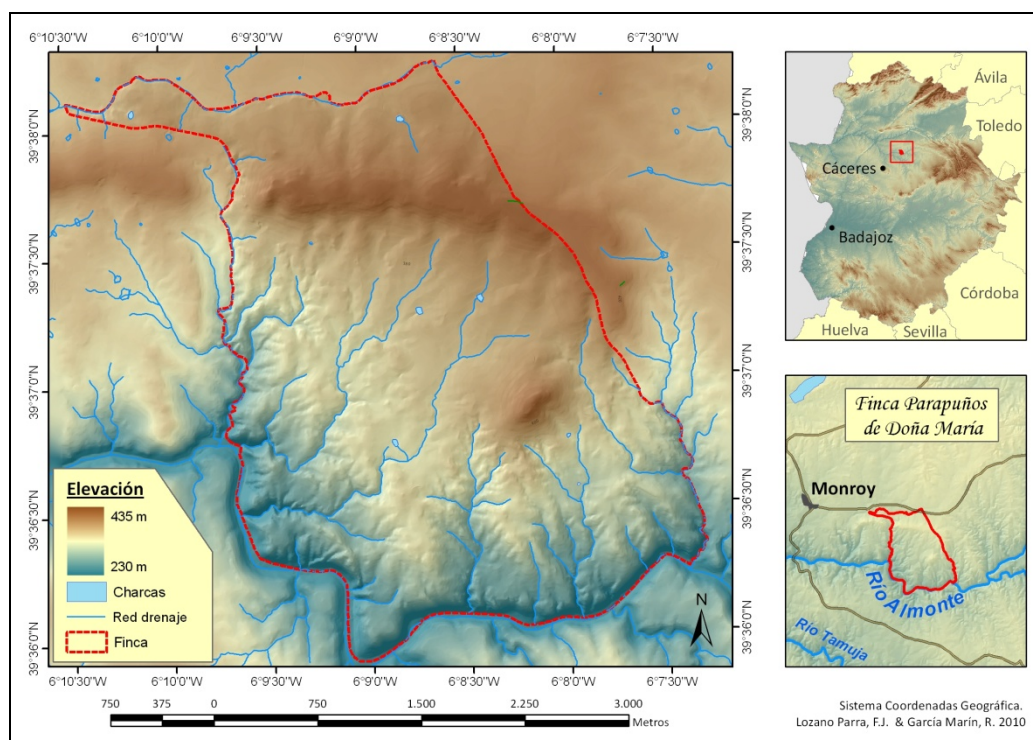 6°10'30"W 6°10'0"W 6°9'30"W 6°9'0"W 6°8'30"W 6°8'0"W 6°7'30"W
39°38'0"N
39°37'30"N
39°37'0"N
39°36'30"N
39°36'0"N
39°38'0"N
39°37'30"N
39°37'0"N
39°36'30"N
39°36'0"N
6°10'30"W 6°10'0"W 6°9'30"W 6°9'0"W 6°8'30"W 6°8'0"W 6°7'30"W
Elevación
435 m
230 m
Charcas
Red drenaje
Finca
N
750 375 0 750 1.500 2.250 3.000
Metros
Ávila
Toledo
Cáceres
Badajoz
Córdoba
Huelva
Sevilla
Finca Parapuños
de Doña María
Monroy
Río Almonte
Río Tamuja
Sistema Coordenadas Geográfica.
Lozano Parra, F.J. & García Marín, R. 2010